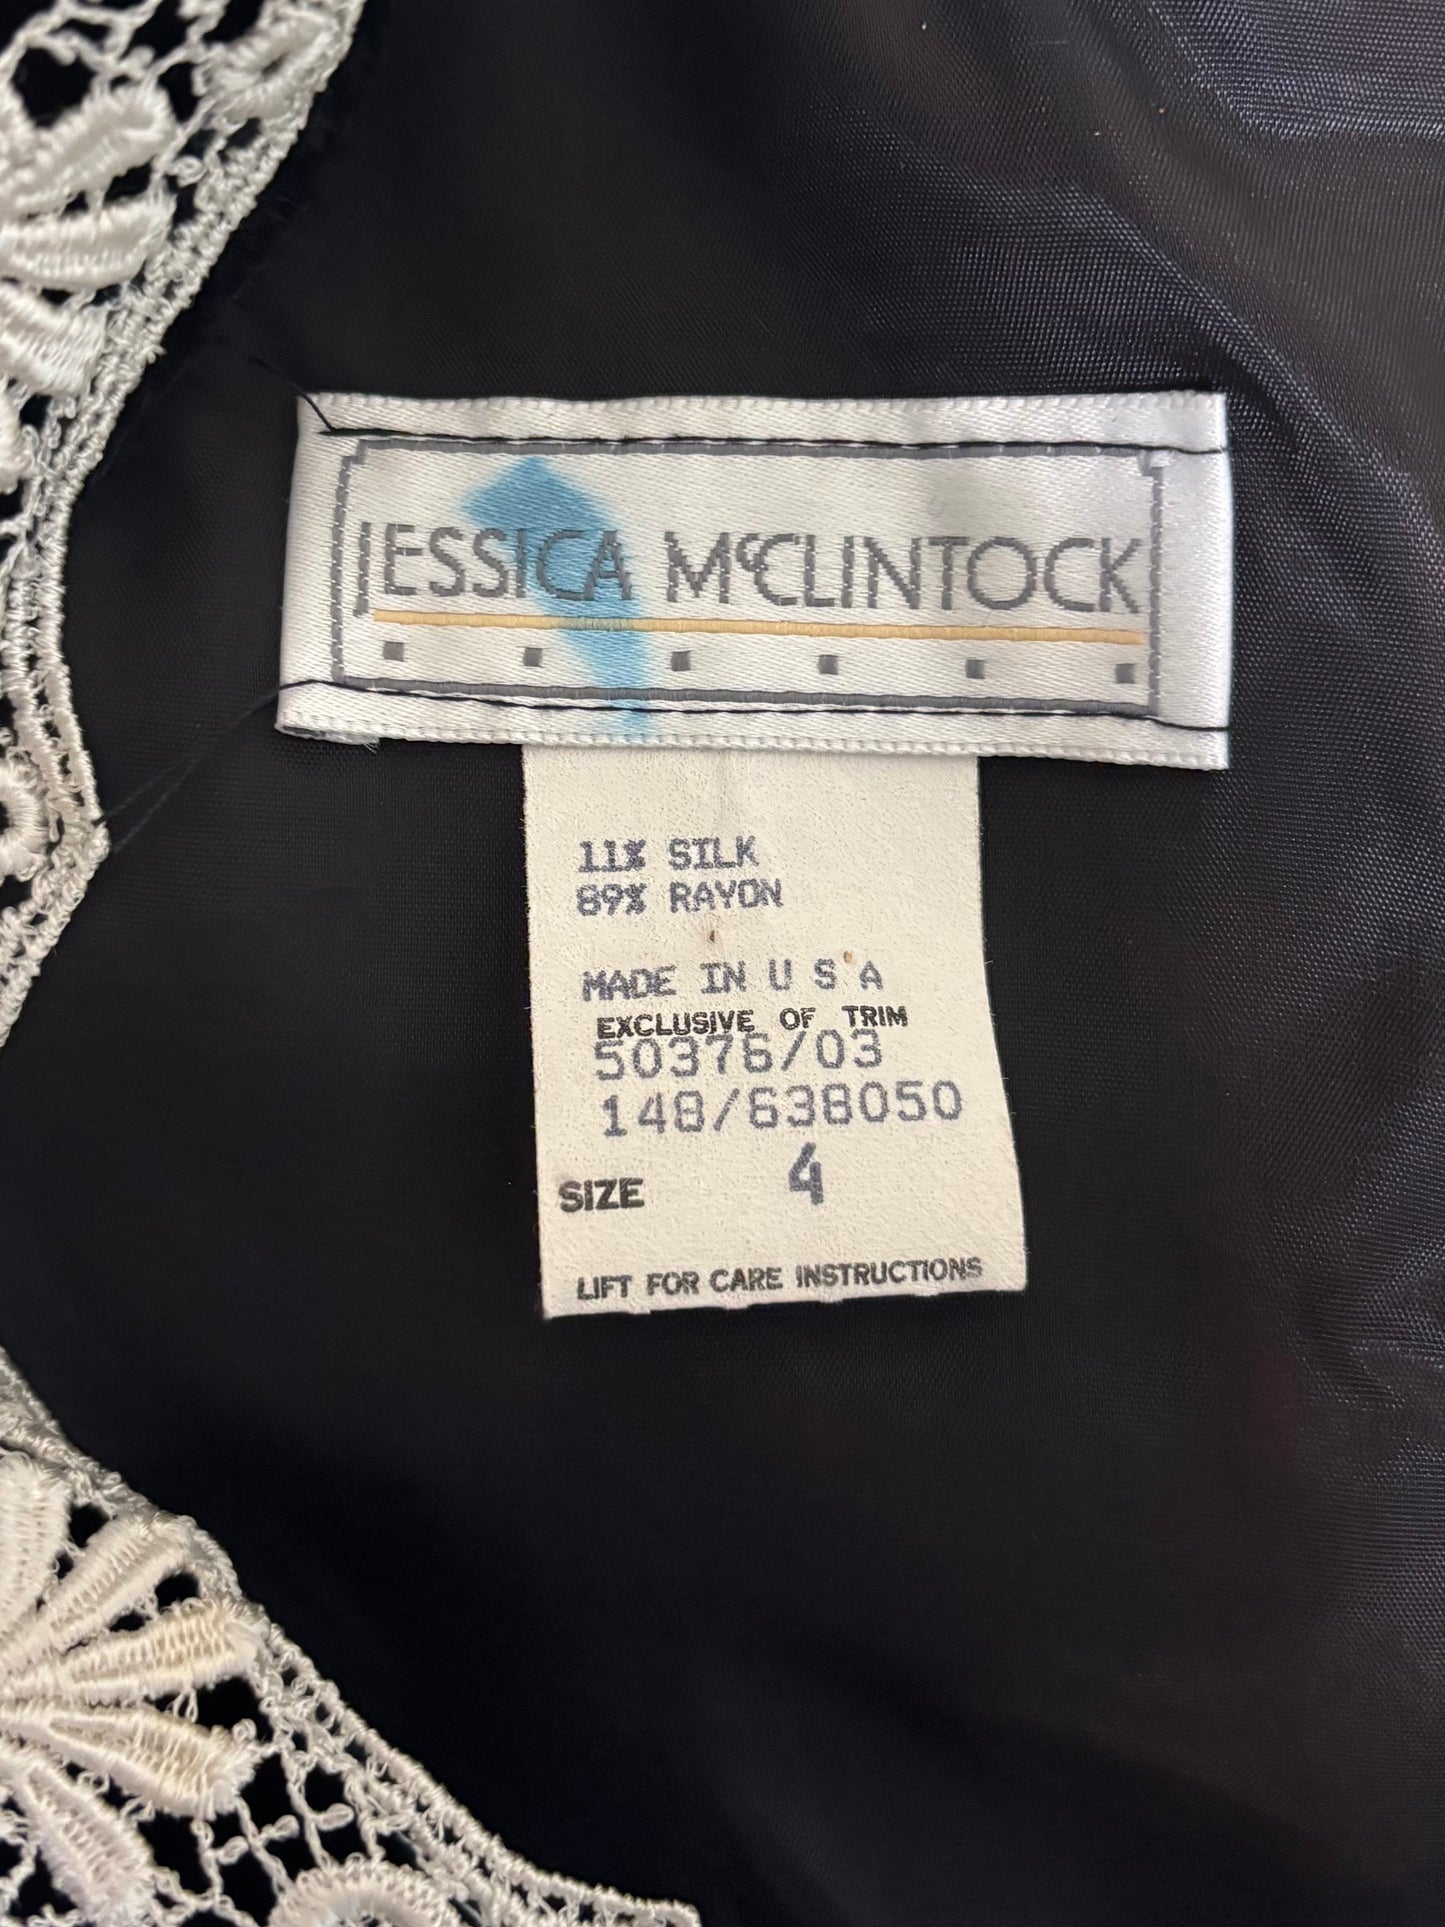 JESSICA McCLINTOCK
11% SILK
89% RAYON
MADE IN U S A
EXCLUSIVE OF TRIM
50376/03
148/638050
SIZE 4
LIFT FOR CARE INSTRUCTIONS